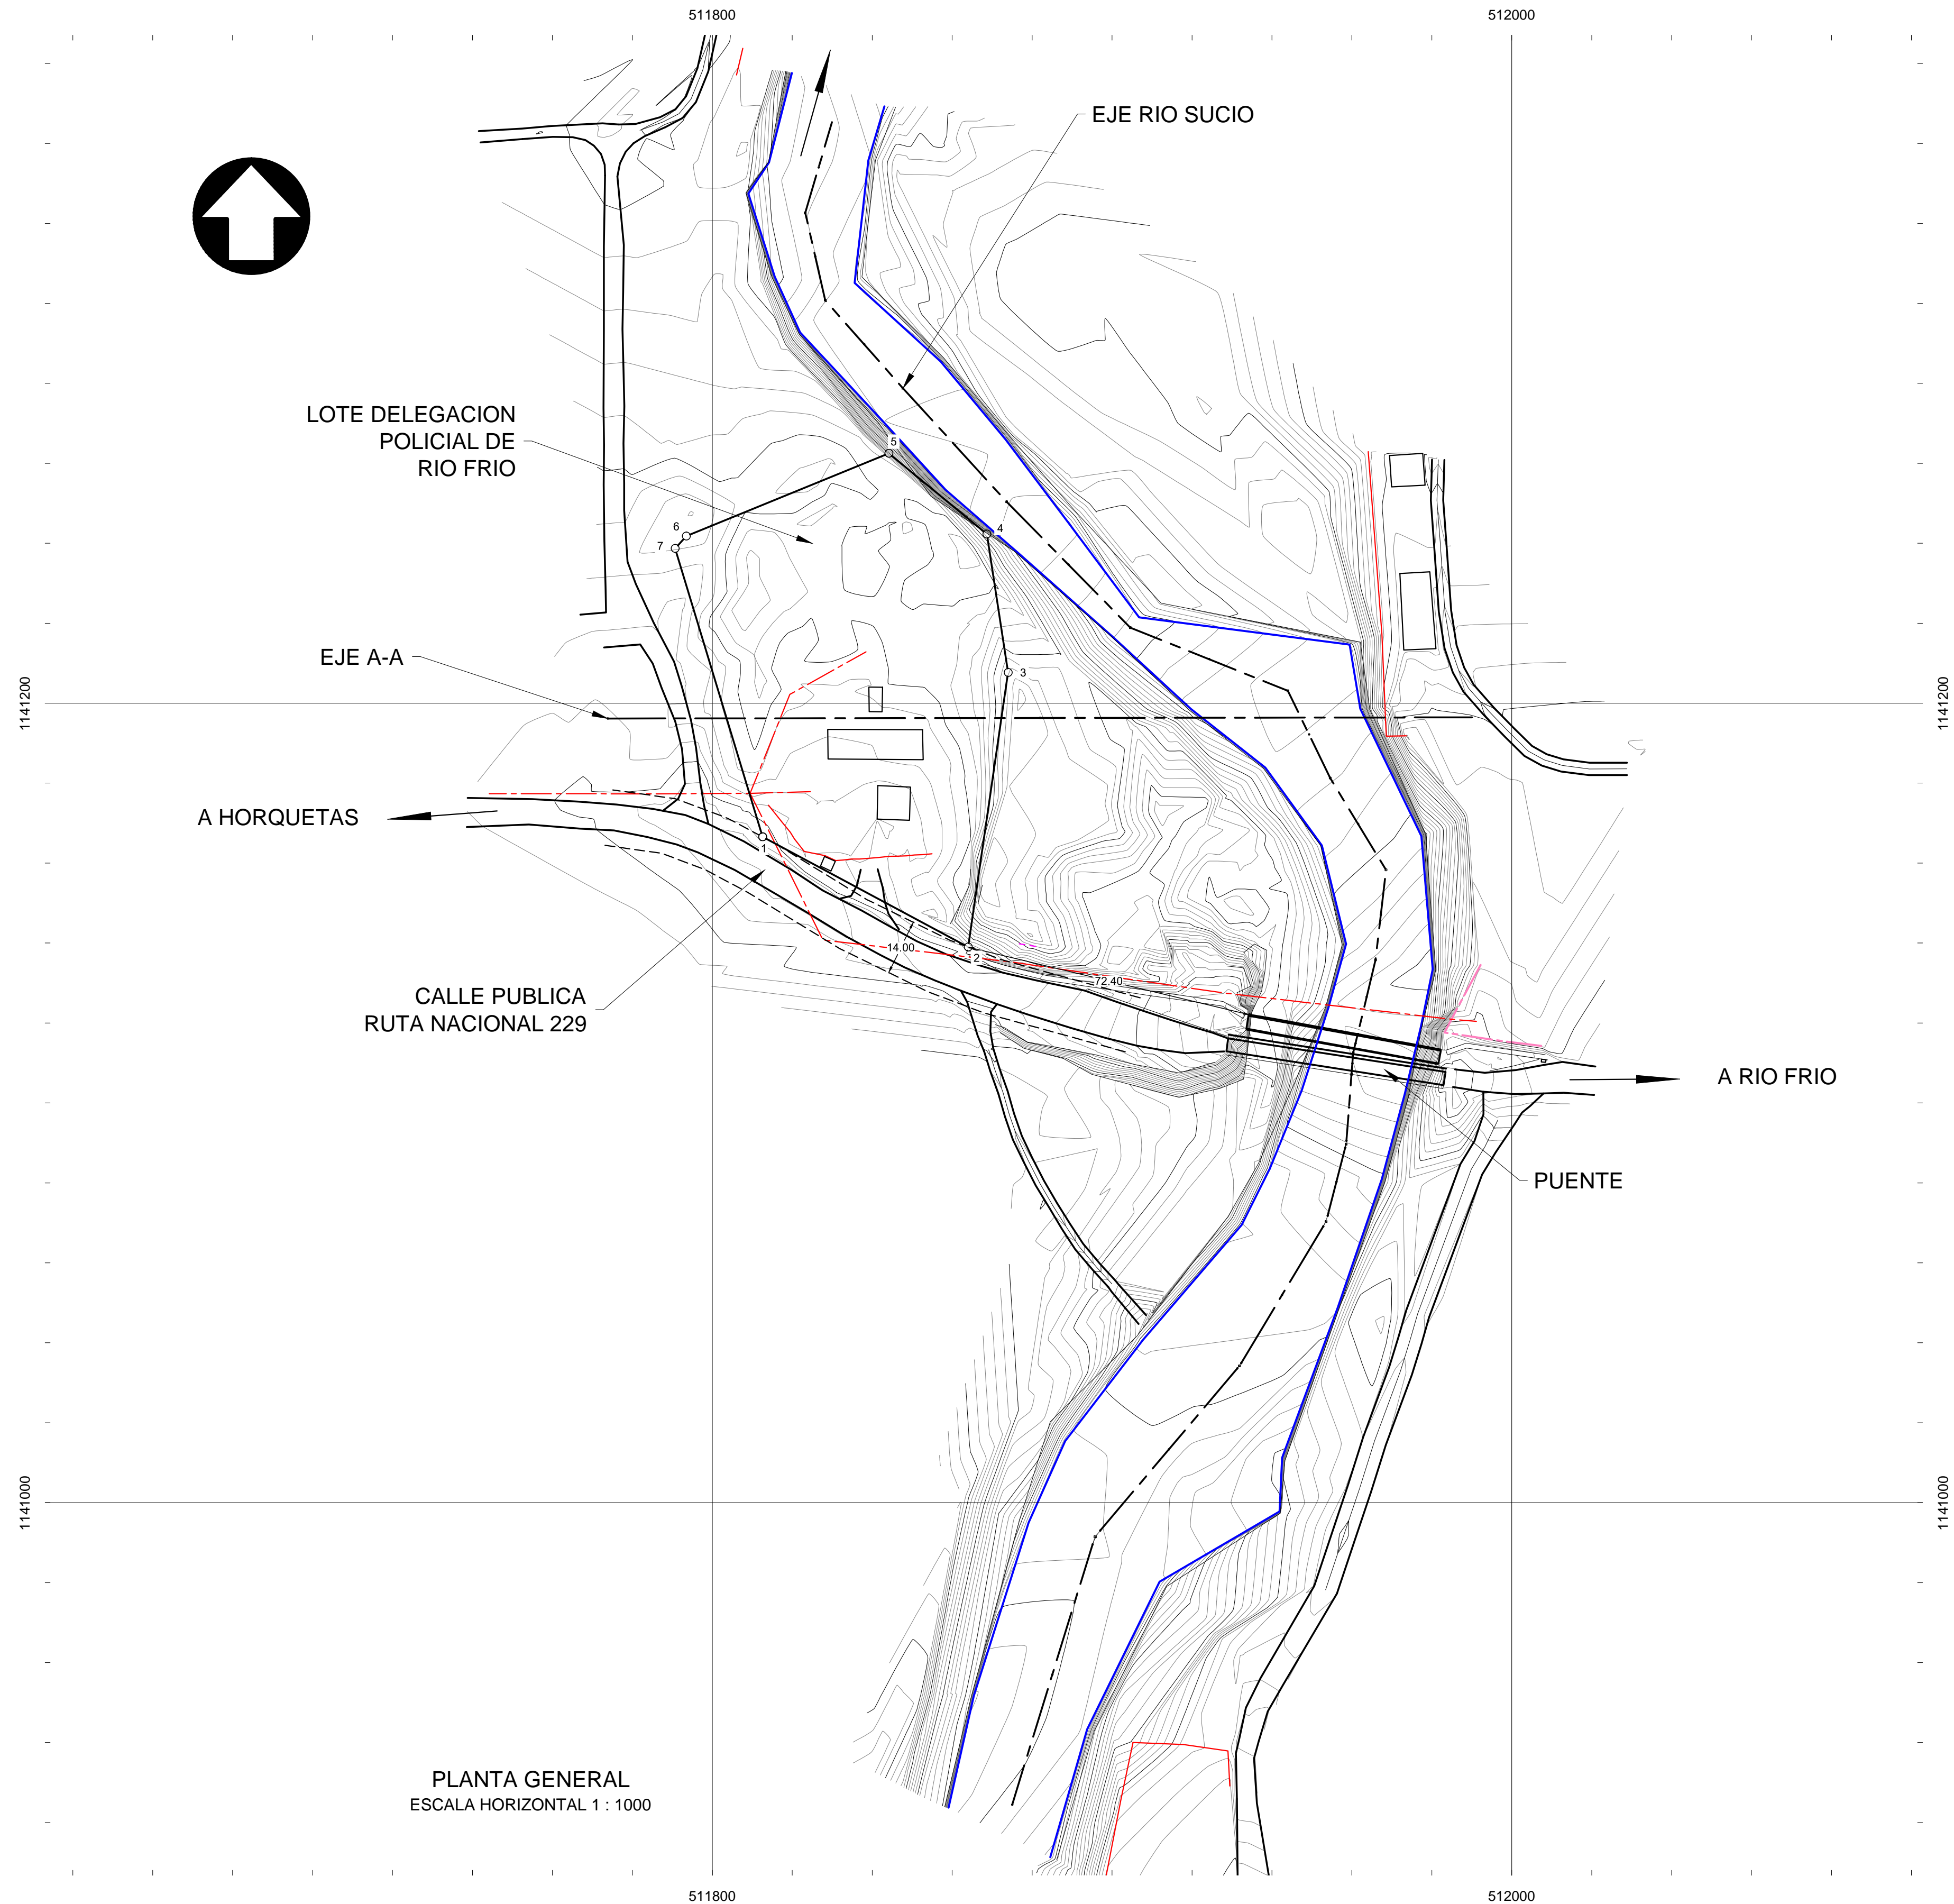 511800
512000
EJE RIO SUCIO
LOTE DELEGACION
POLICIAL DE
RIO FRIO
5
4
6
7
3
EJE A-A
1141200
1141200
A HORQUETAS
1
14.00
2
72.40
CALLE PUBLICA
RUTA NACIONAL 229
A RIO FRIO
PUENTE
1141000
1141000
PLANTA GENERAL
ESCALA HORIZONTAL 1 : 1000
511800
512000